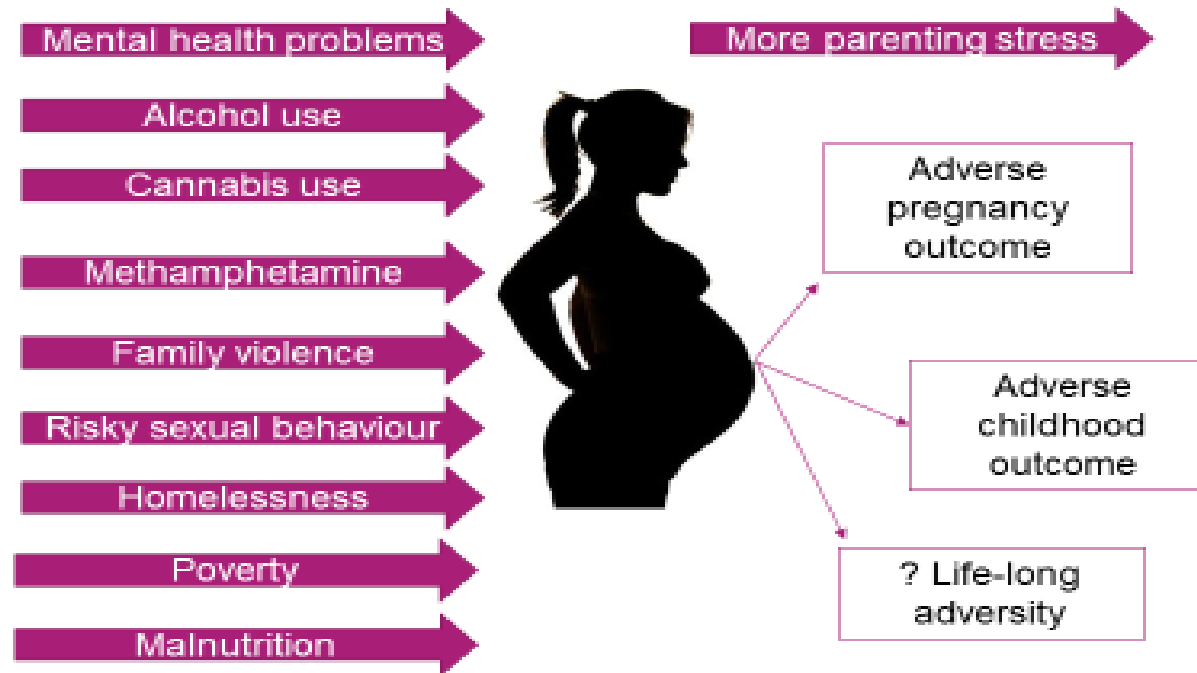 Mental health problems
Alcohol use
Cannabis use
Methamphetamine
Family violence
Risky sexual behaviour
Homelessness
Poverty
Malnutrition
More parenting stress
Adverse
pregnancy
outcome
Adverse
childhood
outcome
? Life-long
adversity